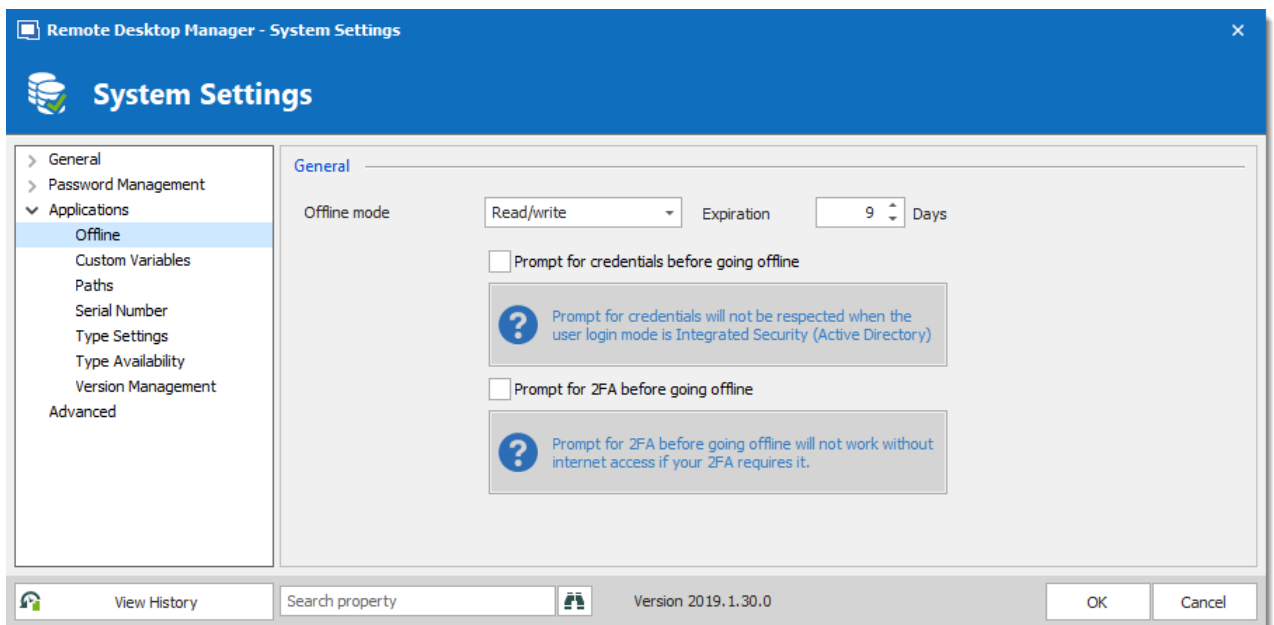 Remote Desktop Manager - System Settings
System Settings
General
Password Management
Applications
Offline
Custom Variables
Paths
Serial Number
Type Settings
Type Availability
Version Management
Advanced
General
Offline mode Read/write Expiration 9 Days
Prompt for credentials before going offline
Prompt for credentials will not be respected when the
user login mode is Integrated Security (Active Directory)
Prompt for 2FA before going offline
Prompt for 2FA before going offline will not work without
internet access if your 2FA requires it.
View History Search property Version 2019.1.30.0 OK Cancel